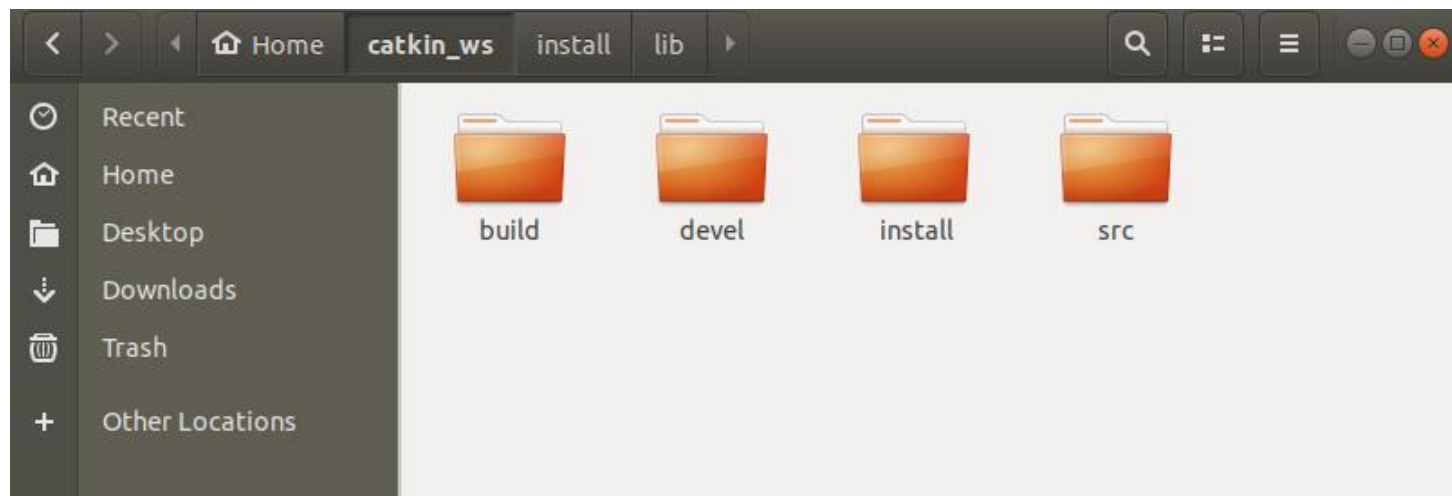 Home catkin_ws install lib
Recent
Home
Desktop
Downloads
Trash
Other Locations
build devel install src